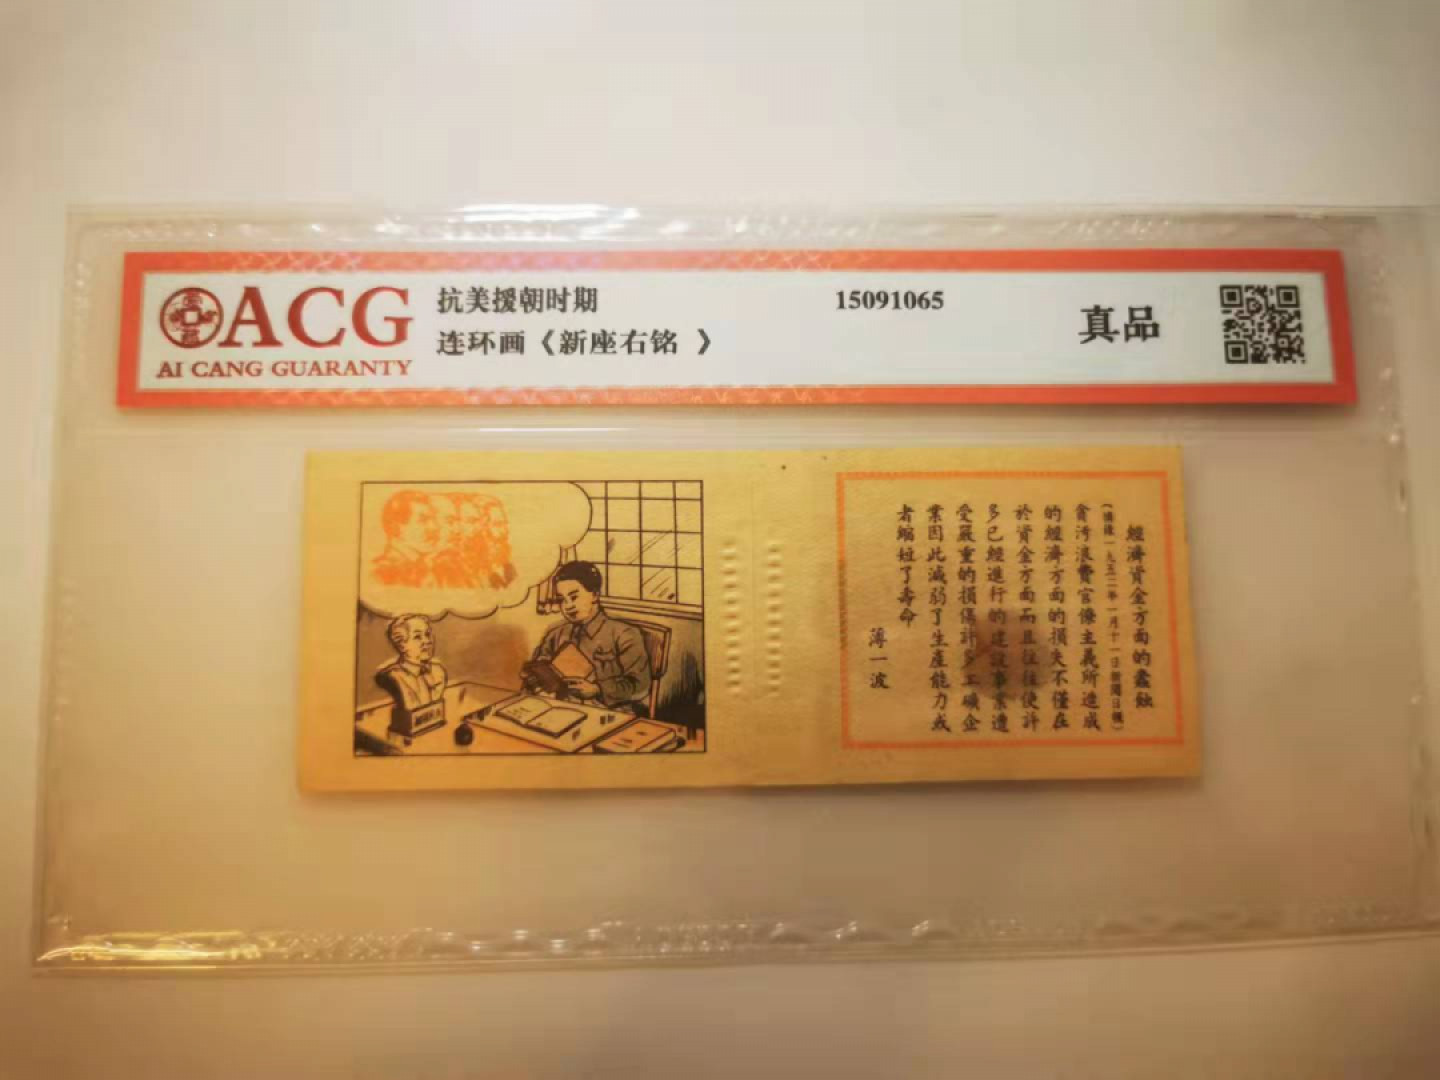 ACG
AI CANG GUARANTY
抗美援朝时期
连环画《新座右铭 》
15091065
真品
經濟資金方面的蠹蝕
一九五二年一月十一日新聞日報)
貪污浪費官僚主義所造成
的經濟方面的損失不僅在
於資金方面而且往往使許
多已經進行的建設事業遭
受嚴重的損傷許多工礦企
業因此減弱了生產能力或
者縮短了壽命
薄一波